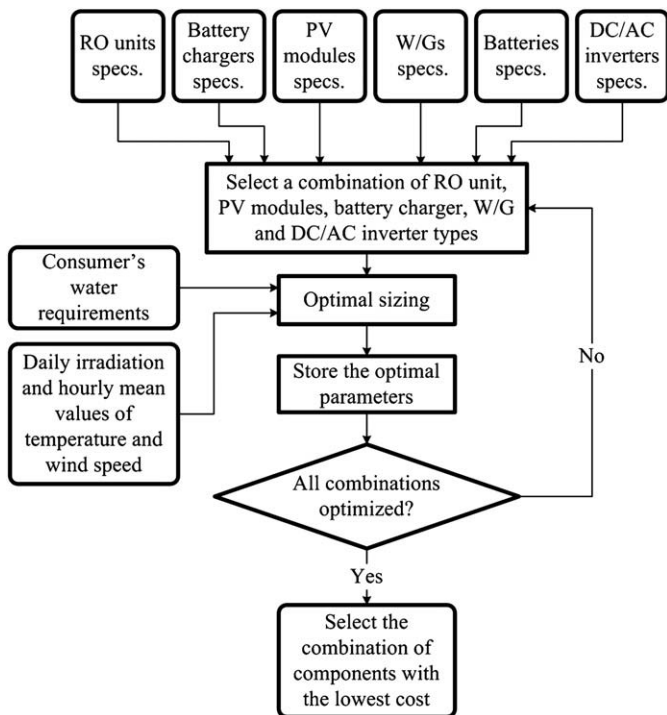 RO units
specs.
Battery
chargers
specs.
PV
modules
specs.
W/Gs
specs.
Batteries
specs.
DC/AC
inverters
specs.
Select a combination of RO unit,
PV modules, battery charger, W/G
and DC/AC inverter types
Consumer's
water
requirements
Optimal sizing
Daily irradiation
and hourly mean
values of
temperature and
wind speed
Store the optimal
parameters
No
All combinations
optimized?
Yes
Select the
combination of
components with
the lowest cost